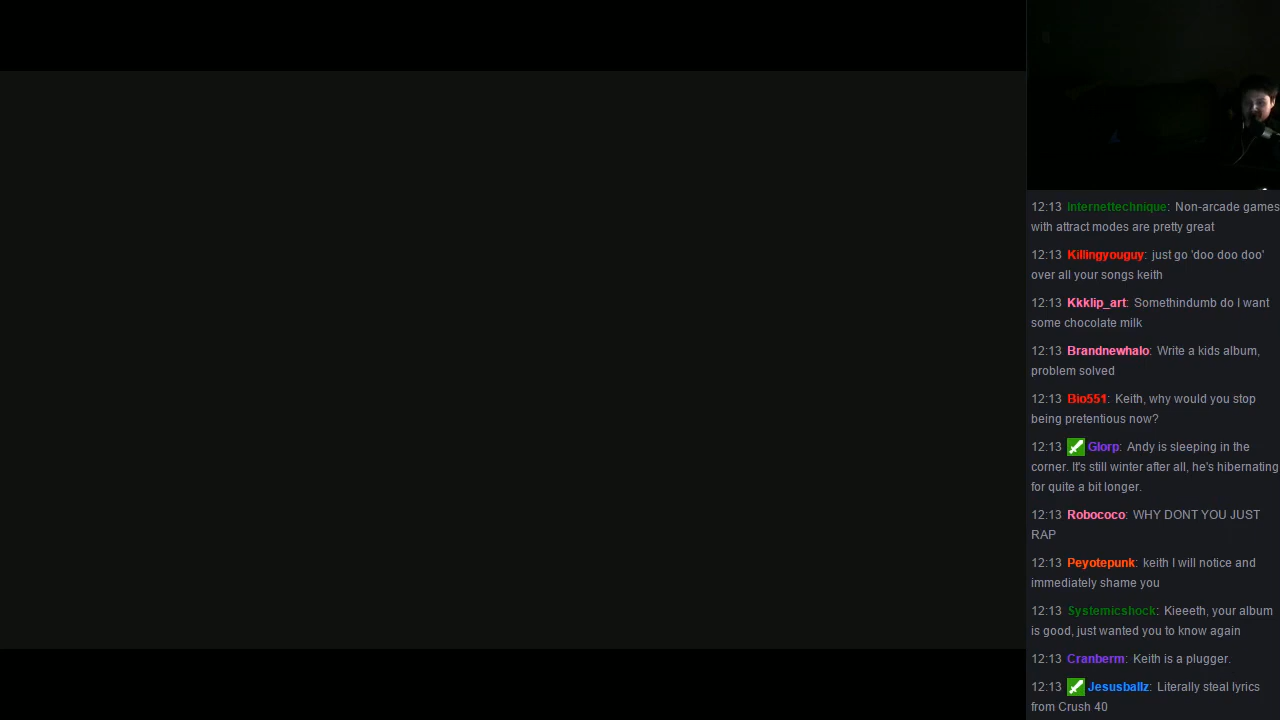 12:13 Internettechnique: Non-arcade games
with attract modes are pretty great
12:13 Killingyouguy: just go 'doo doo doo'
over all your songs keith
12:13 Kkklip_art: Somethindumb do I want
some chocolate milk
12:13 Brandnewhalo: Write a kids album,
problem solved
12:13 Bio551: Keith, why would you stop
being pretentious now?
12:13 Glorp: Andy is sleeping in the
corner. It's still winter after all, he's hibernating
for quite a bit longer.
12:13 Robococo: WHY DONT YOU JUST
RAP
12:13 Peyotepunk: keith I will notice and
immediately shame you
12:13 Systemicshock: Kieeeth, your album
is good, just wanted you to know again
12:13 Cranberm: Keith is a plugger.
12:13 Jesusballz: Literally steal lyrics
from Crush 40